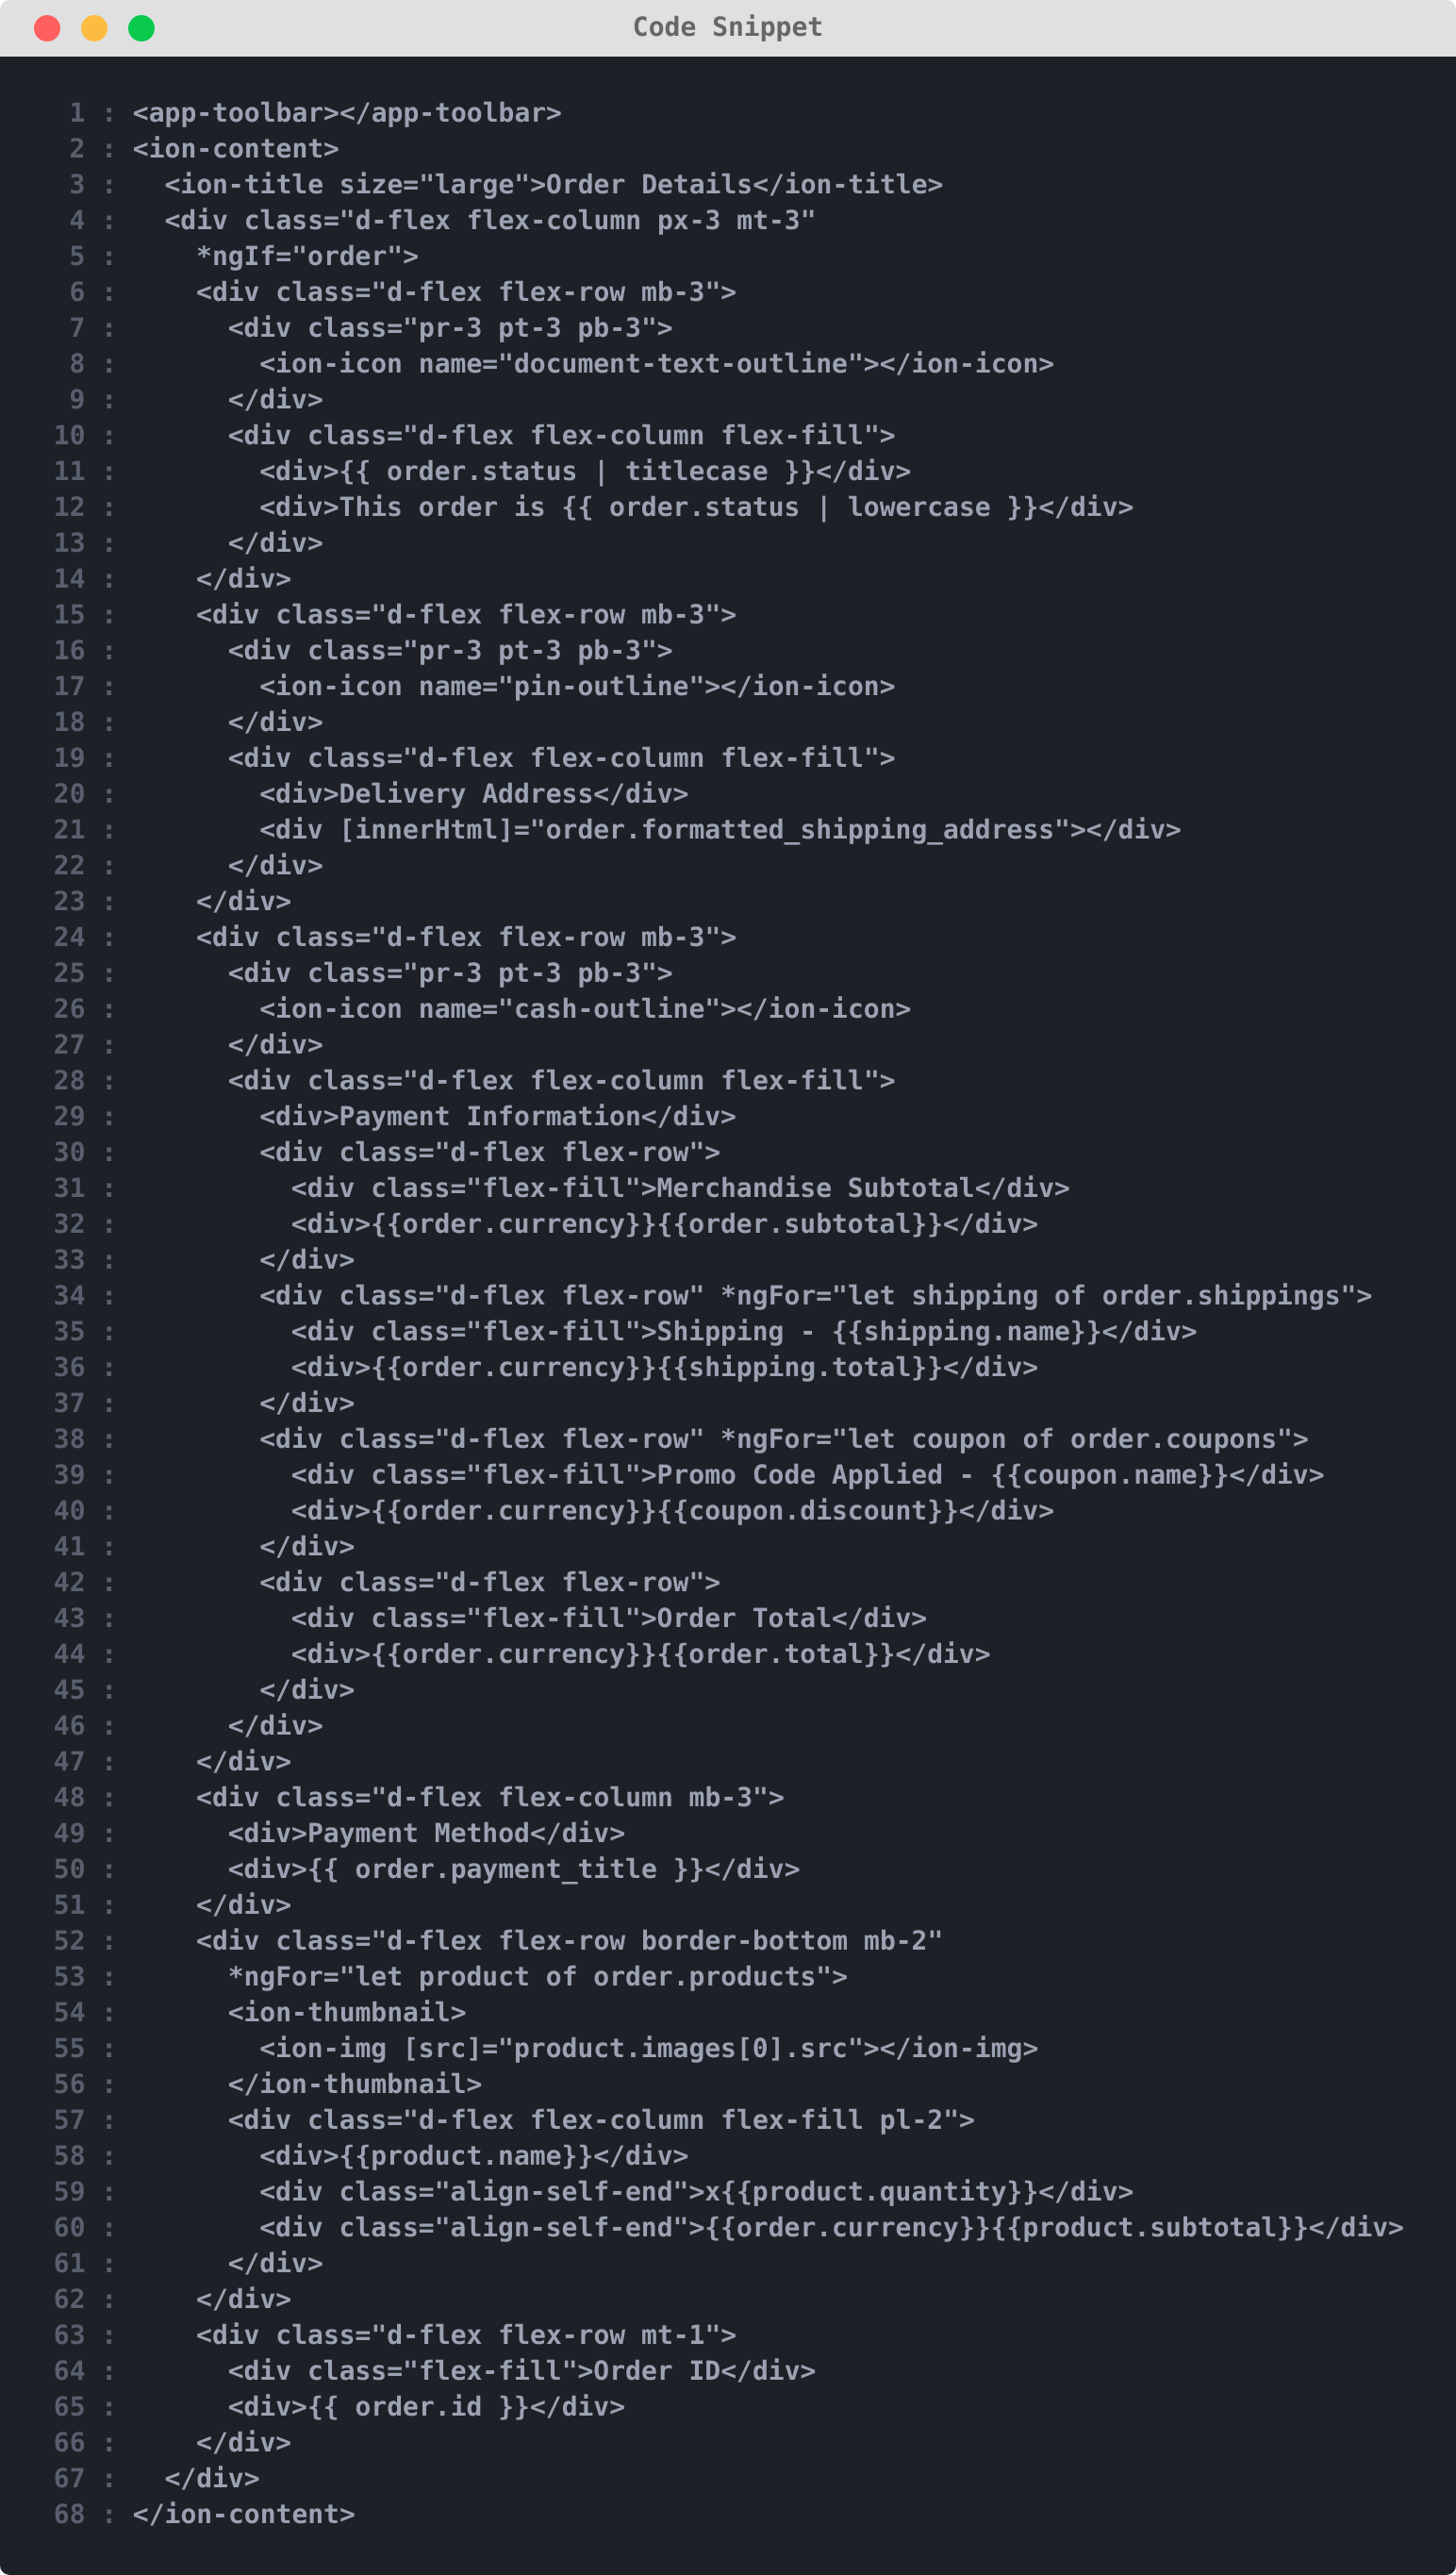 Code Snippet
1 : <app-toolbar></app-toolbar>
2 : <ion-content>
3 :   <ion-title size="large">Order Details</ion-title>
4 :   <div class="d-flex flex-column px-3 mt-3"
5 :     *ngIf="order">
6 :     <div class="d-flex flex-row mb-3">
7 :       <div class="pr-3 pt-3 pb-3">
8 :         <ion-icon name="document-text-outline"></ion-icon>
9 :       </div>
10 :       <div class="d-flex flex-column flex-fill">
11 :         <div>{{ order.status | titlecase }}</div>
12 :         <div>This order is {{ order.status | lowercase }}</div>
13 :       </div>
14 :     </div>
15 :     <div class="d-flex flex-row mb-3">
16 :       <div class="pr-3 pt-3 pb-3">
17 :         <ion-icon name="pin-outline"></ion-icon>
18 :       </div>
19 :       <div class="d-flex flex-column flex-fill">
20 :         <div>Delivery Address</div>
21 :         <div [innerHtml]="order.formatted_shipping_address"></div>
22 :       </div>
23 :     </div>
24 :     <div class="d-flex flex-row mb-3">
25 :       <div class="pr-3 pt-3 pb-3">
26 :         <ion-icon name="cash-outline"></ion-icon>
27 :       </div>
28 :       <div class="d-flex flex-column flex-fill">
29 :         <div>Payment Information</div>
30 :         <div class="d-flex flex-row">
31 :           <div class="flex-fill">Merchandise Subtotal</div>
32 :           <div>{{order.currency}}{{order.subtotal}}</div>
33 :         </div>
34 :         <div class="d-flex flex-row" *ngFor="let shipping of order.shippings">
35 :           <div class="flex-fill">Shipping - {{shipping.name}}</div>
36 :           <div>{{order.currency}}{{shipping.total}}</div>
37 :         </div>
38 :         <div class="d-flex flex-row" *ngFor="let coupon of order.coupons">
39 :           <div class="flex-fill">Promo Code Applied - {{coupon.name}}</div>
40 :           <div>{{order.currency}}{{coupon.discount}}</div>
41 :         </div>
42 :         <div class="d-flex flex-row">
43 :           <div class="flex-fill">Order Total</div>
44 :           <div>{{order.currency}}{{order.total}}</div>
45 :         </div>
46 :       </div>
47 :     </div>
48 :     <div class="d-flex flex-column mb-3">
49 :       <div>Payment Method</div>
50 :       <div>{{ order.payment_title }}</div>
51 :     </div>
52 :     <div class="d-flex flex-row border-bottom mb-2"
53 :       *ngFor="let product of order.products">
54 :       <ion-thumbnail>
55 :         <ion-img [src]="product.images[0].src"></ion-img>
56 :       </ion-thumbnail>
57 :       <div class="d-flex flex-column flex-fill pl-2">
58 :         <div>{{product.name}}</div>
59 :         <div class="align-self-end">x{{product.quantity}}</div>
60 :         <div class="align-self-end">{{order.currency}}{{product.subtotal}}</div>
61 :       </div>
62 :     </div>
63 :     <div class="d-flex flex-row mt-1">
64 :       <div class="flex-fill">Order ID</div>
65 :       <div>{{ order.id }}</div>
66 :     </div>
67 :   </div>
68 : </ion-content>